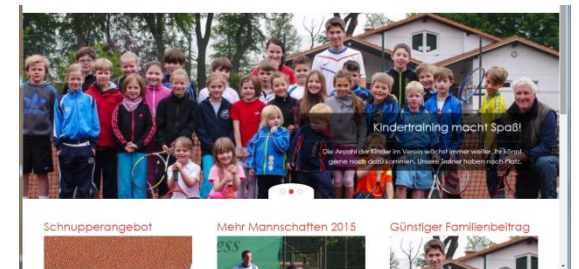 Kindertraining macht Spaß!
Die Anzahl der Kinder im Verein wächst immer weiter. Ihr könnt
gerne noch dazu kommen. Unsere Trainer haben noch Platz.
Schnupperangebot
Mehr Mannschaften 2015
Günstiger Familienbeitrag